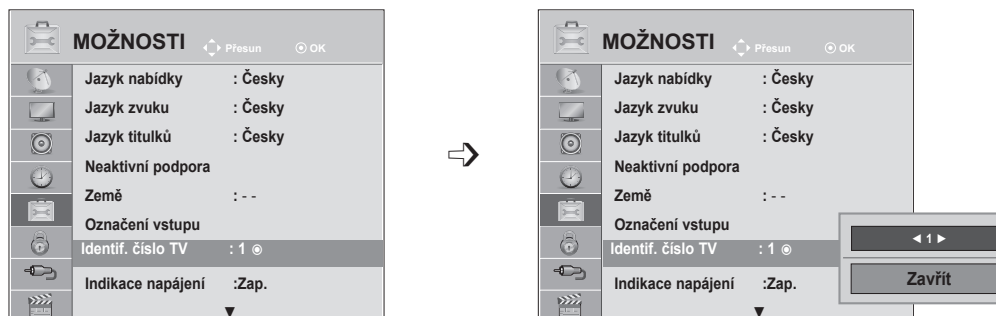 MOŽNOSTI Přesun OK
Jazyk nabídky : Česky
Jazyk zvuku : Česky
Jazyk titulků : Česky
Neaktivní podpora
Země : - -
Označení vstupu
Identif. číslo TV : 1
Indikace napájení :Zap.
MOŽNOSTI Přesun OK
Jazyk nabídky : Česky
Jazyk zvuku : Česky
Jazyk titulků : Česky
Neaktivní podpora
Země : - -
Označení vstupu
Identif. číslo TV : 1
Indikace napájení :Zap.
◄ 1 ►
Zavřít